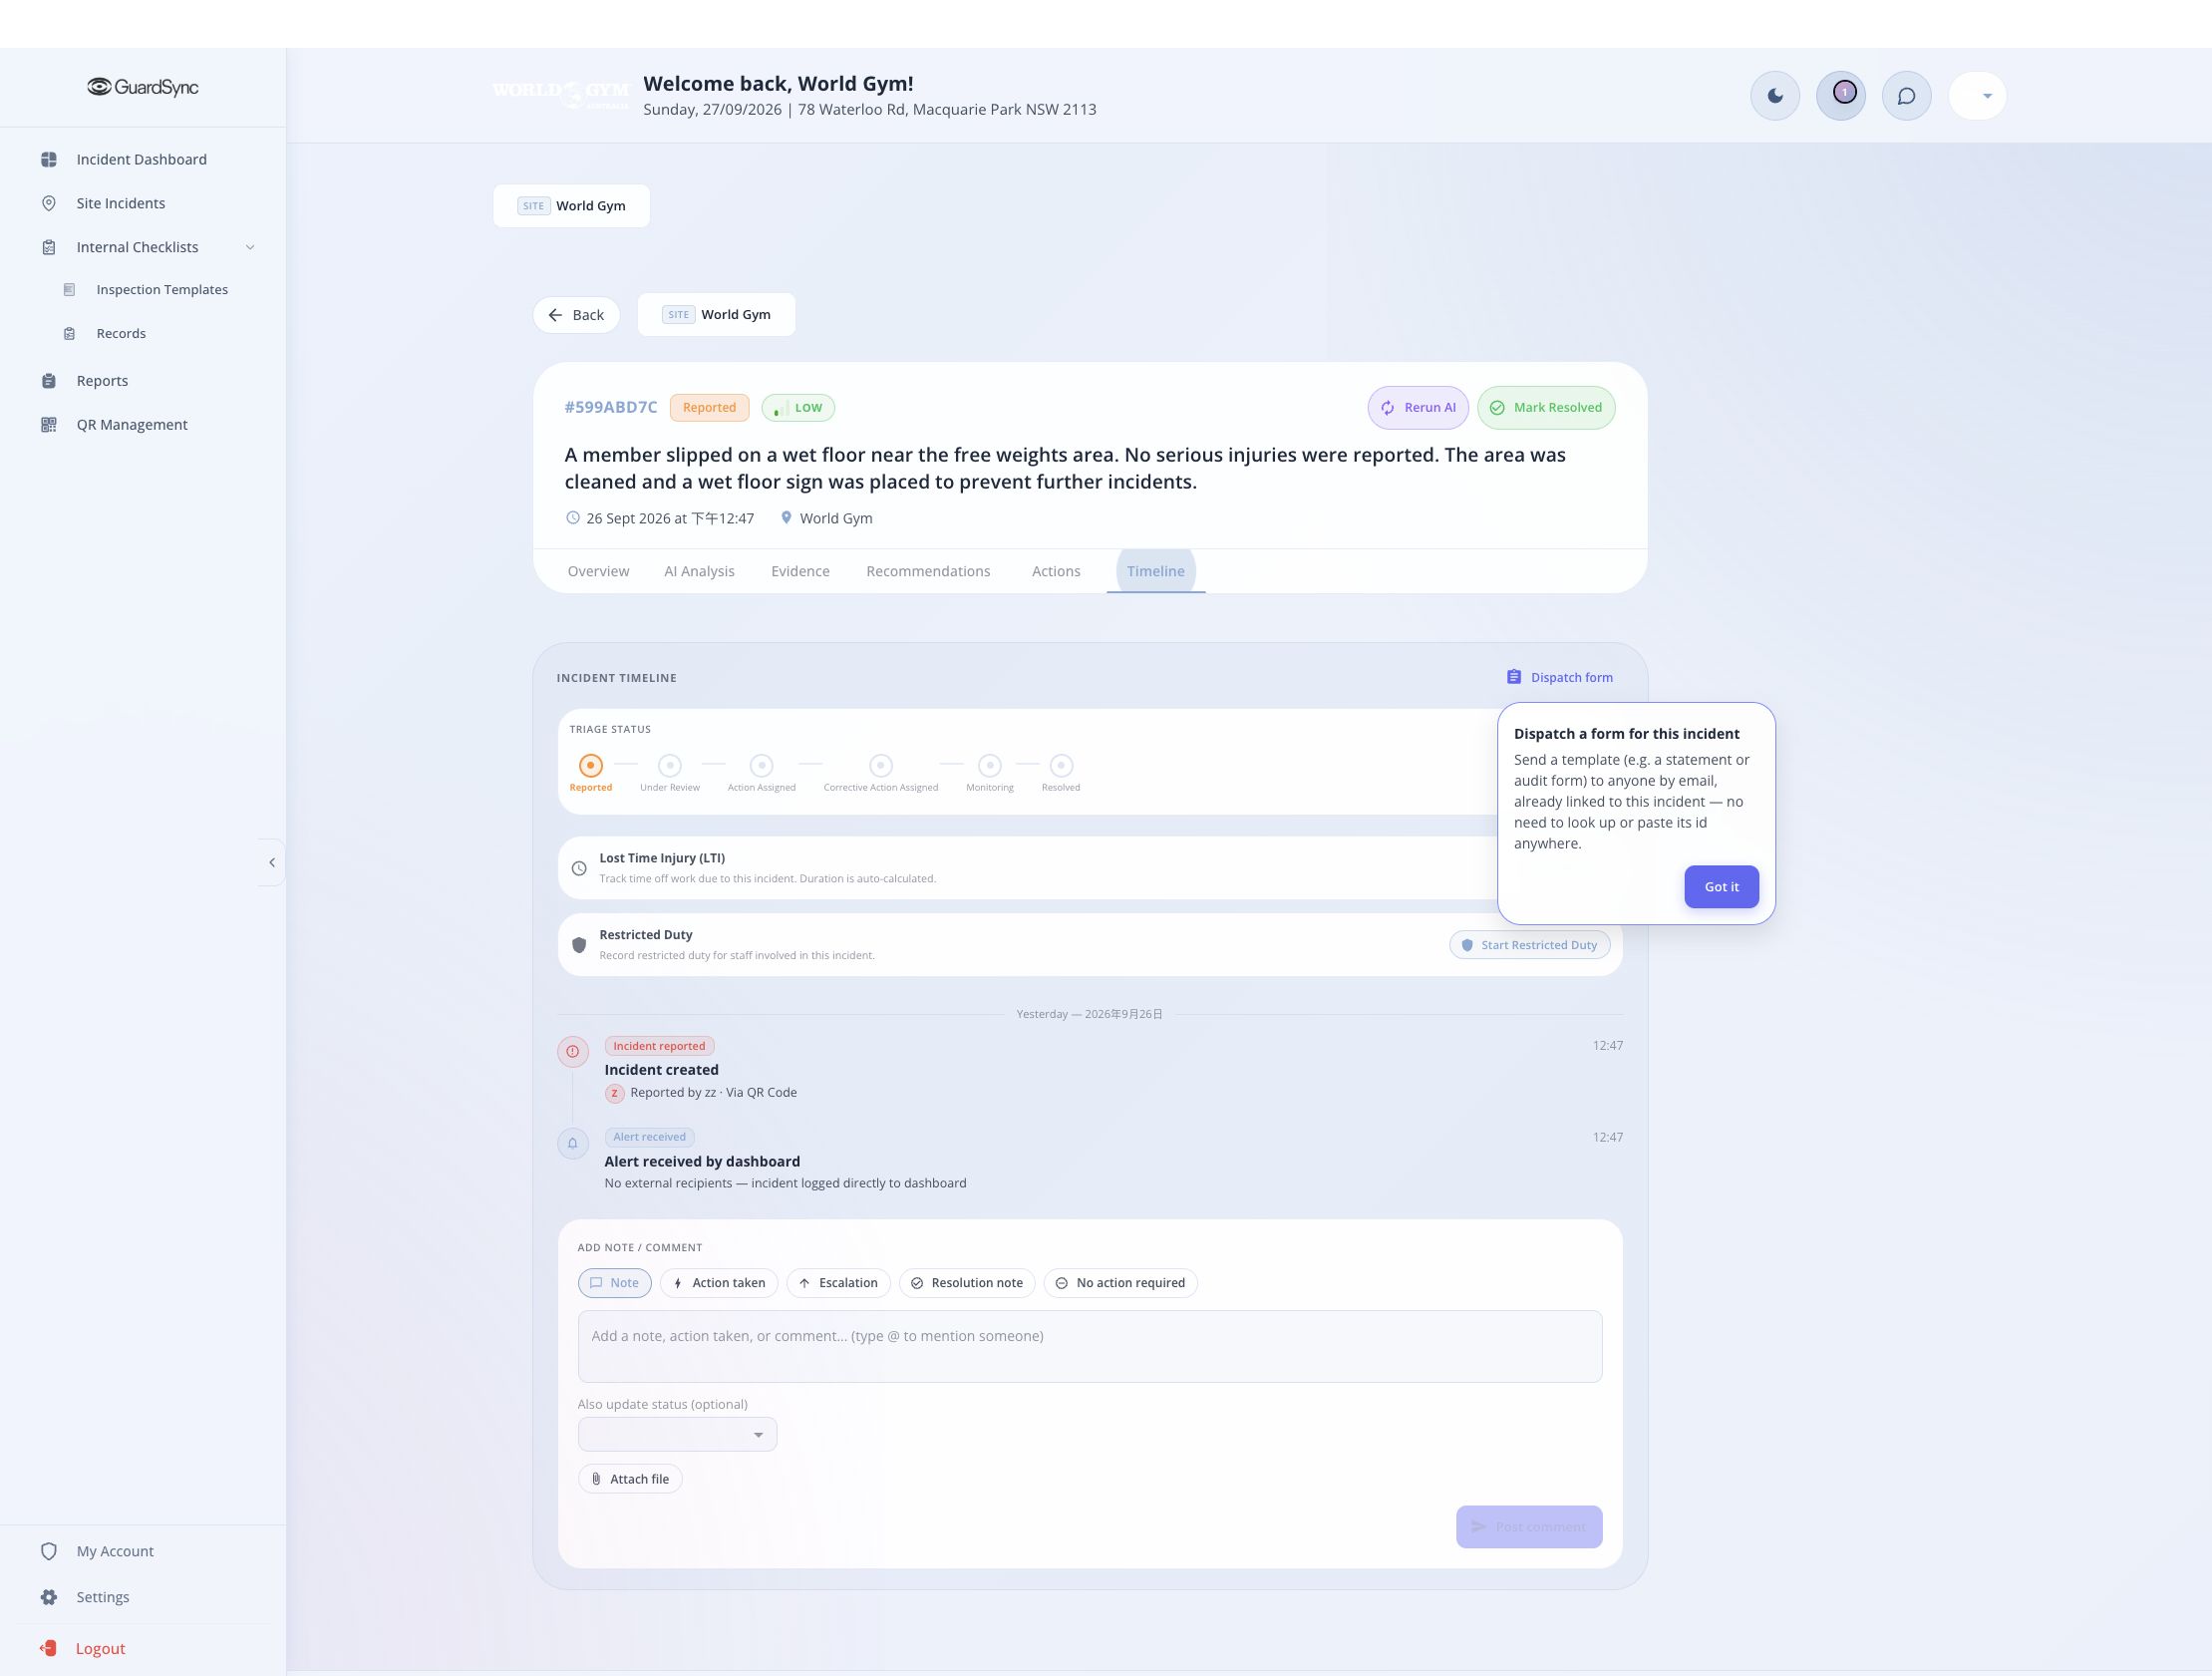 GuardSync
WORLD GYM
AUSTRALIA
Welcome back, World Gym!
Sunday, 27/09/2026 | 78 Waterloo Rd, Macquarie Park NSW 2113
1
Incident Dashboard
Site Incidents
Internal Checklists
Inspection Templates
Records
Reports
QR Management
SITE World Gym
Back
SITE World Gym
#599ABD7C Reported LOW
Rerun AI
Mark Resolved
A member slipped on a wet floor near the free weights area. No serious injuries were reported. The area was
cleaned and a wet floor sign was placed to prevent further incidents.
26 Sept 2026 at 下午12:47 World Gym
Overview AI Analysis Evidence Recommendations Actions Timeline
INCIDENT TIMELINE
Dispatch form
TRIAGE STATUS
Reported Under Review Action Assigned Corrective Action Assigned Monitoring Resolved
Dispatch a form for this incident
Send a template (e.g. a statement or
audit form) to anyone by email,
already linked to this incident — no
need to look up or paste its id
anywhere.
Got it
Lost Time Injury (LTI)
Track time off work due to this incident. Duration is auto-calculated.
Restricted Duty
Record restricted duty for staff involved in this incident.
Start Restricted Duty
Yesterday — 2026年9月26日
Incident reported 12:47
Incident created
Z Reported by zz · Via QR Code
Alert received 12:47
Alert received by dashboard
No external recipients — incident logged directly to dashboard
ADD NOTE / COMMENT
Note Action taken Escalation Resolution note No action required
Add a note, action taken, or comment... (type @ to mention someone)
Also update status (optional)
Attach file
Post comment
My Account
Settings
Logout